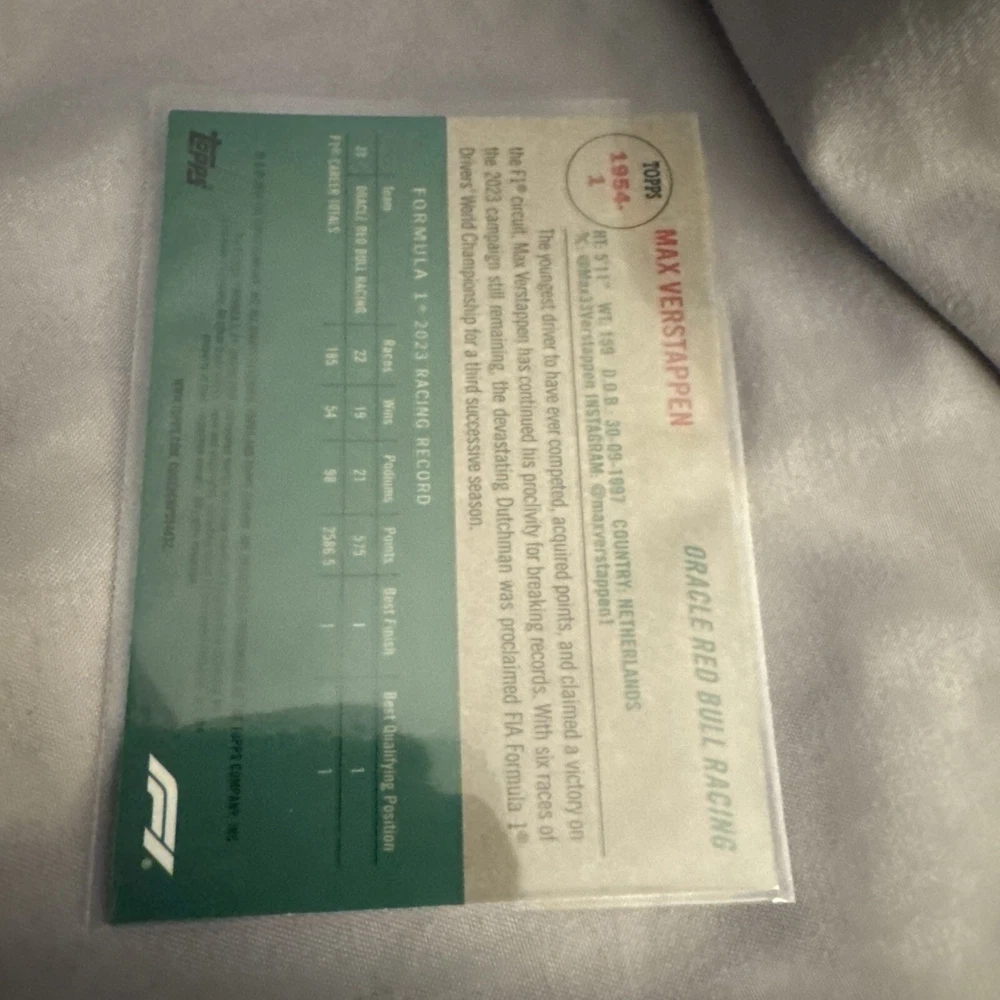 TOPPS
1954-
1
MAX VERSTAPPEN
ORACLE RED BULL RACING
HT: 5'11" WT: 159 D.O.B - 30-09-1997 COUNTRY: NETHERLANDS
@Max33Verstappen INSTAGRAM: @maxverstappen1
The youngest driver to have ever competed, acquired points, and claimed a victory on
the F1® circuit, Max Verstappen has continued his proclivity for breaking records. With six races of
the 2023 campaign still remaining, the devastating Dutchman was proclaimed FIA Formula 1®
Drivers' World Championship for a third successive season.
FORMULA 1® 2023 RACING RECORD
Team Races Wins Podiums Points Best Finish Best Qualifying Position
23 ORACLE RED BULL RACING 22 19 21 575 1 1
F1® CAREER TOTALS 185 54 98 2586.5 1 1
TOPPS COMPANY, INC.
topps
F1®